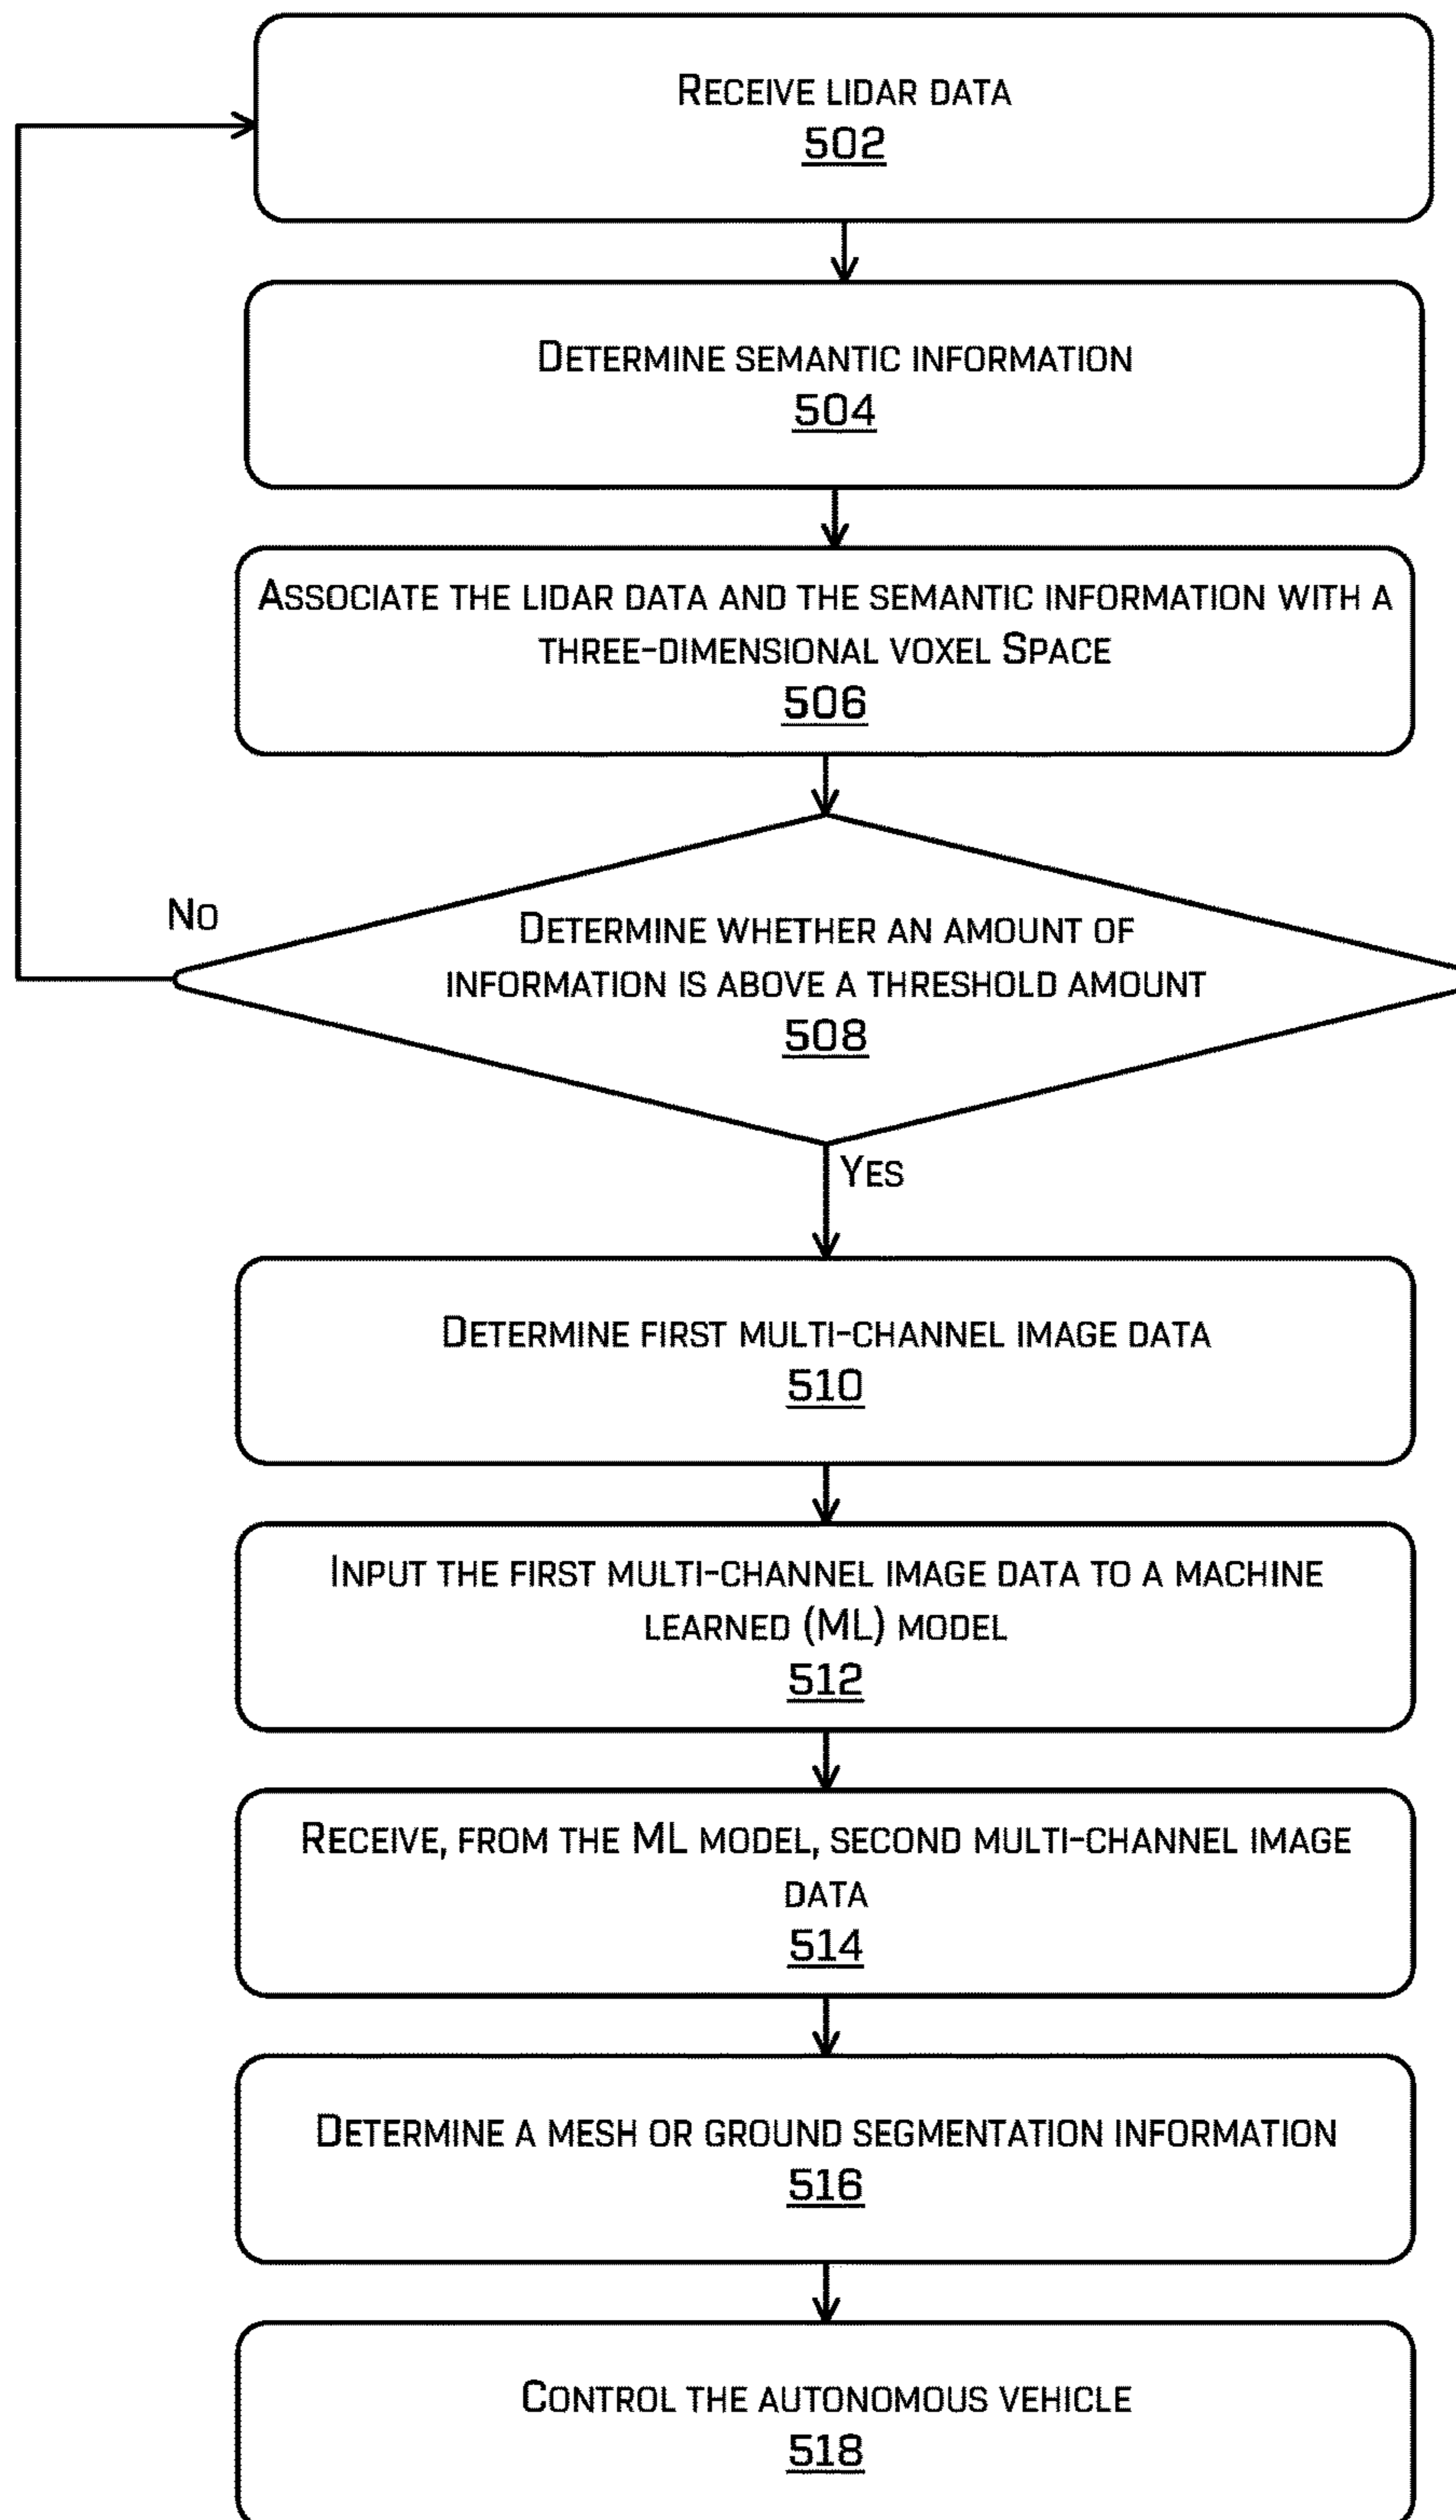 Receive lidar data
502
Determine semantic information
504
Associate the lidar data and the semantic information with a
three-dimensional voxel Space
506
No
Determine whether an amount of
information is above a threshold amount
508
Yes
Determine first multi-channel image data
510
Input the first multi-channel image data to a machine
learned (ML) model
512
Receive, from the ML model, second multi-channel image
data
514
Determine a mesh or ground segmentation information
516
Control the autonomous vehicle
518